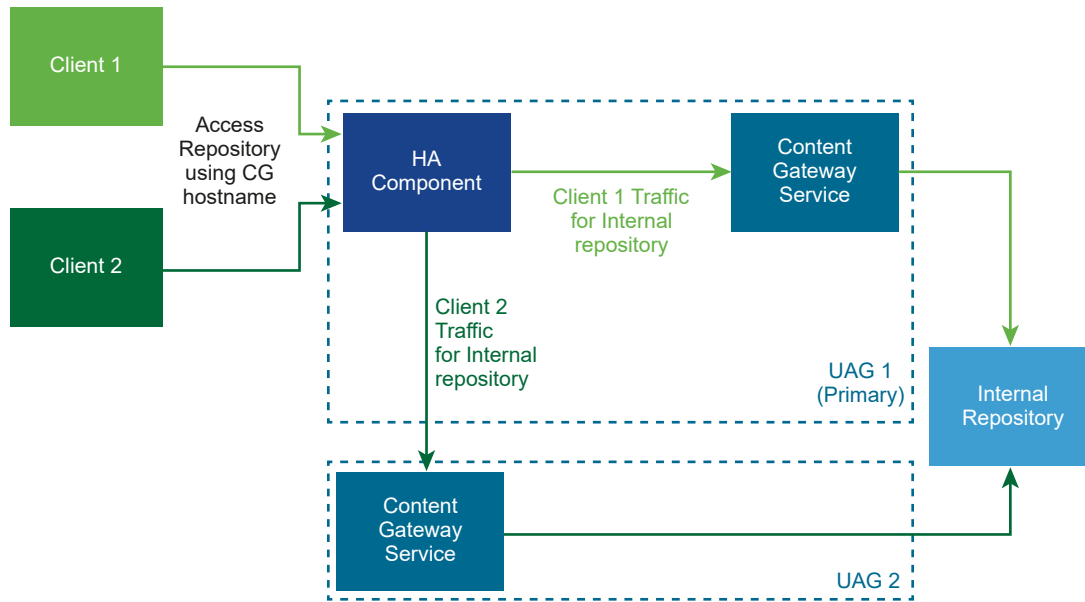 Client 1
Access
Repository
using CG
hostname
Client 2
HA
Component
Client 1 Traffic
for Internal
repository
Content
Gateway
Service
Client 2
Traffic
for Internal
repository
UAG 1
(Primary)
Internal
Repository
Content
Gateway
Service
UAG 2